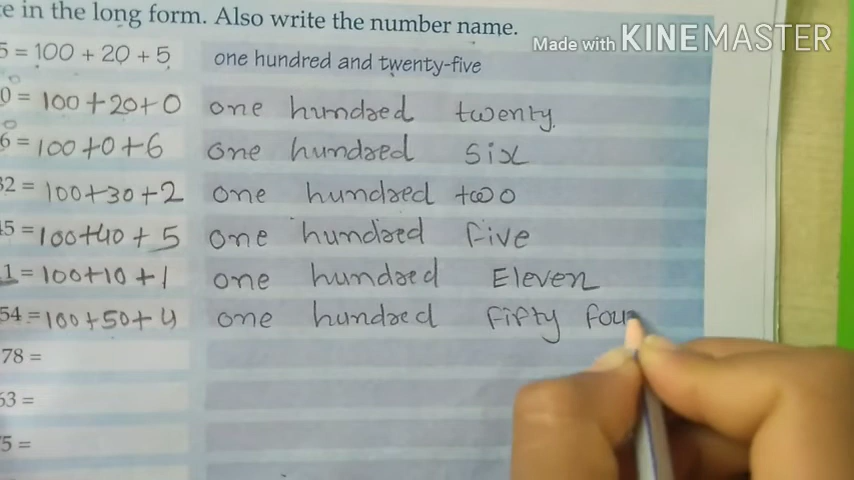 e in the long form. Also write the number name.
Made with KINEMASTER
5 = 100 + 20 + 5 one hundred and twenty-five
0 = 100+20+0 one hundred twenty.
6 = 100+0+6 one hundred six
32 = 100+30+2 one hundred two
45 = 100+40+5 one hundred five
11 = 100+10+1 one hundred Eleven
54 = 100+50+4 one hundred fifty four
78 =
63 =
75 =